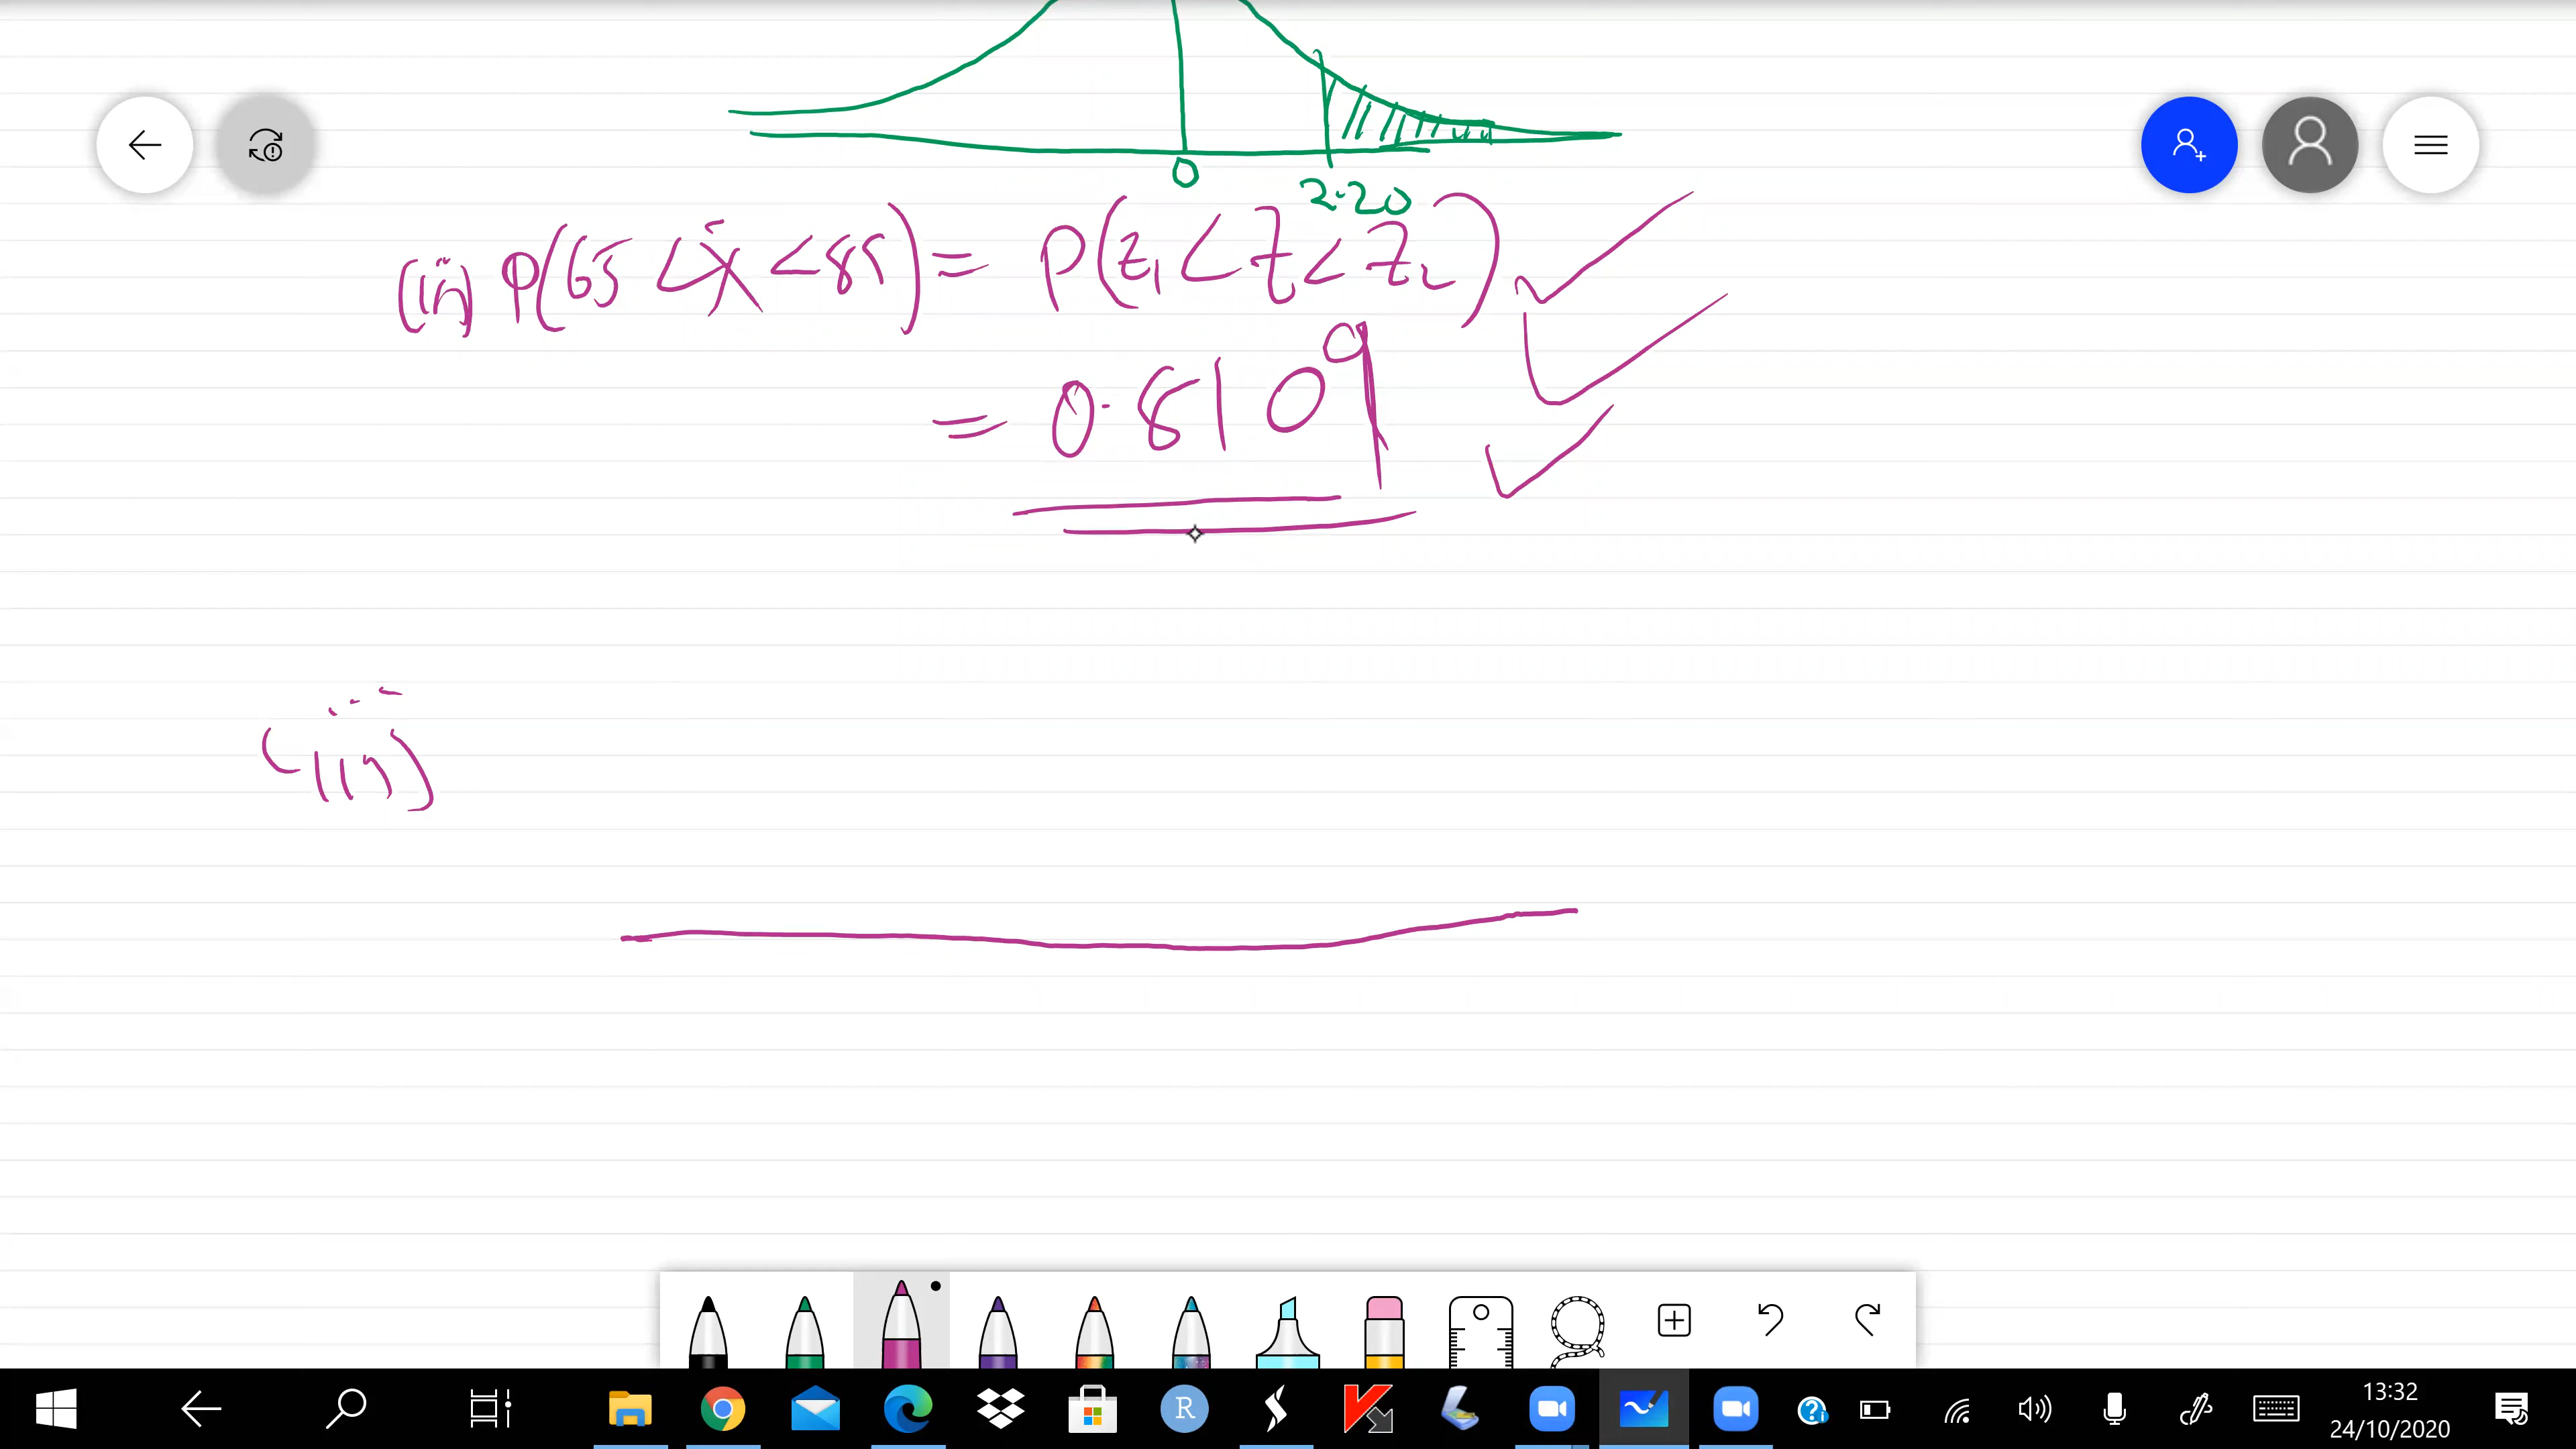 0
2.20
(ii) P(65 < X < 85) = P(Z₁ < Z < Z₂)
= 0.8109
(iii)
R
13:32
24/10/2020